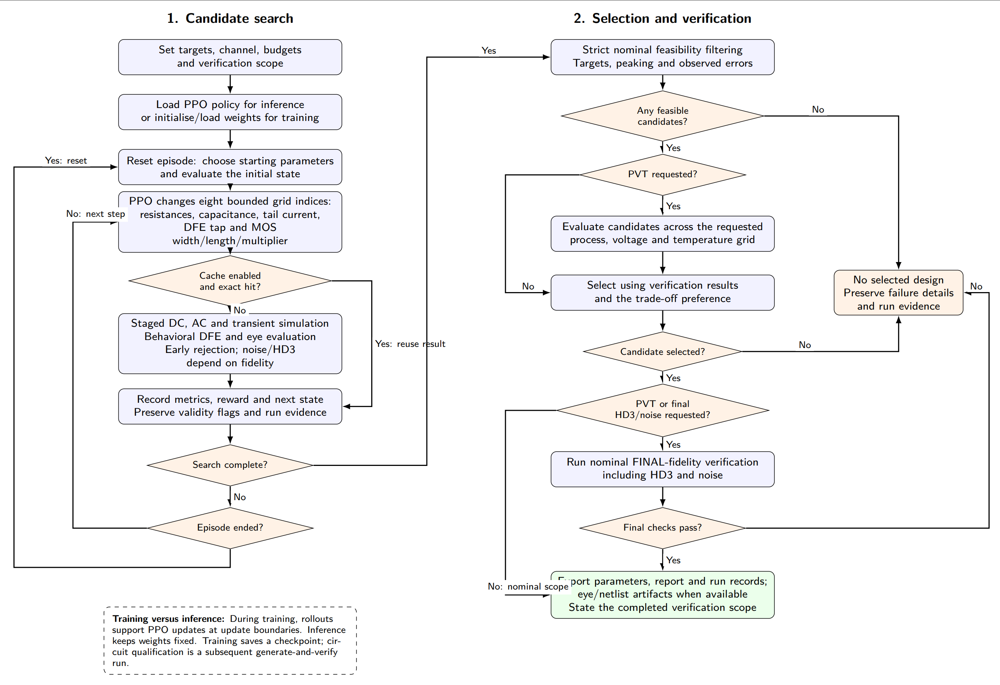 1. Candidate search
Set targets, channel, budgets
and verification scope
Load PPO policy for inference
or initialise/load weights for training
Yes: reset
Reset episode: choose starting parameters
and evaluate the initial state
No: next step
PPO changes eight bounded grid indices:
resistances, capacitance, tail current,
DFE tap and MOS
width/length/multiplier
Cache enabled
and exact hit?
No
Yes: reuse result
Staged DC, AC and transient simulation
Behavioral DFE and eye evaluation
Early rejection; noise/HD3
depend on fidelity
Record metrics, reward and next state
Preserve validity flags and run evidence
Search complete?
No
Episode ended?
Training versus inference: During training, rollouts
support PPO updates at update boundaries. Inference
keeps weights fixed. Training saves a checkpoint; cir-
cuit qualification is a subsequent generate-and-verify
run.
2. Selection and verification
Yes
Strict nominal feasibility filtering
Targets, peaking and observed errors
Any feasible
candidates?
No
Yes
PVT requested?
Yes
Evaluate candidates across the requested
process, voltage and temperature grid
No
Select using verification results
and the trade-off preference
No selected design
Preserve failure details
and run evidence
No
Candidate selected?
No
Yes
PVT or final
HD3/noise requested?
Yes
Run nominal FINAL-fidelity verification
including HD3 and noise
Final checks pass?
Yes
No: nominal scope
Export parameters, report and run records;
eye/netlist artifacts when available
State the completed verification scope